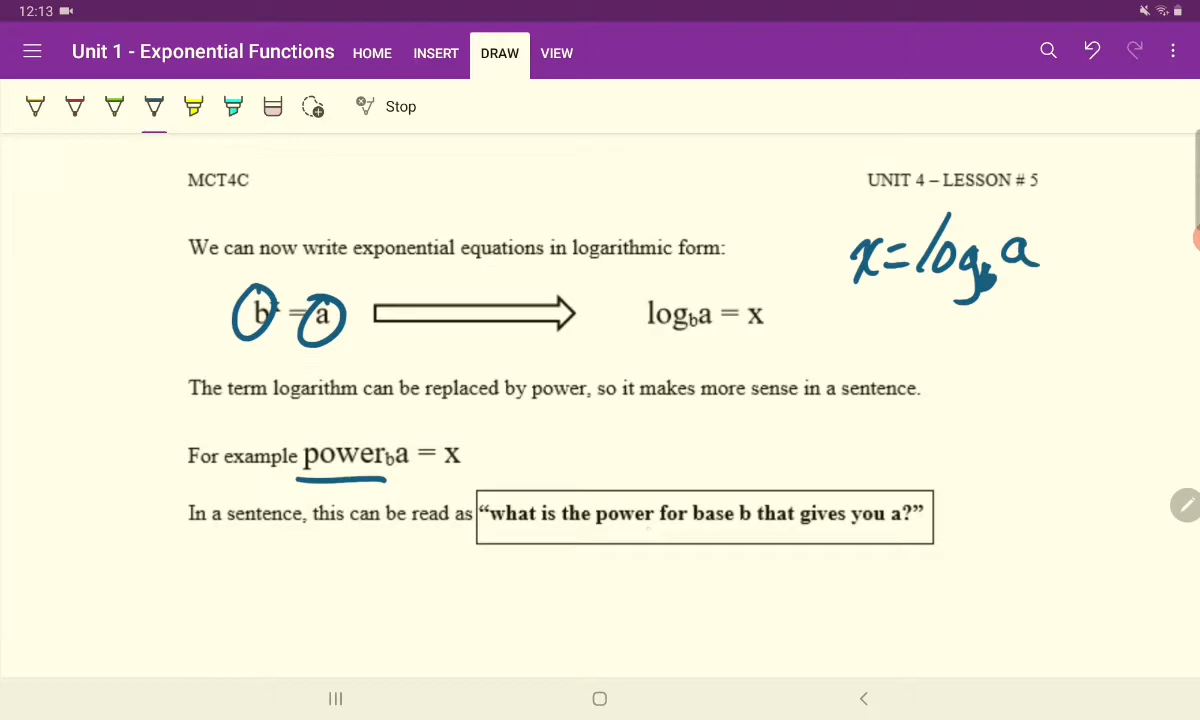 12:13
Unit 1 - Exponential Functions HOME INSERT DRAW VIEW
Stop
MCT4C UNIT 4 – LESSON # 5
We can now write exponential equations in logarithmic form:
x = log_b a
b^x = a log_b a = x
The term logarithm can be replaced by power, so it makes more sense in a sentence.
For example power_b a = x
In a sentence, this can be read as “what is the power for base b that gives you a?”